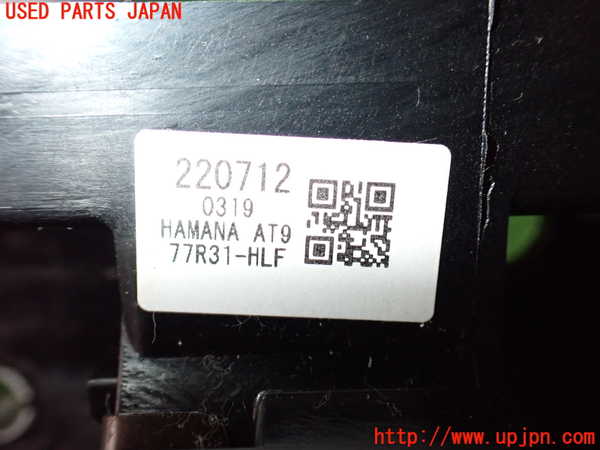 USED PARTS JAPAN
220712
0319
HAMANA AT9
77R31-HLF
http://www.upjpn.com/